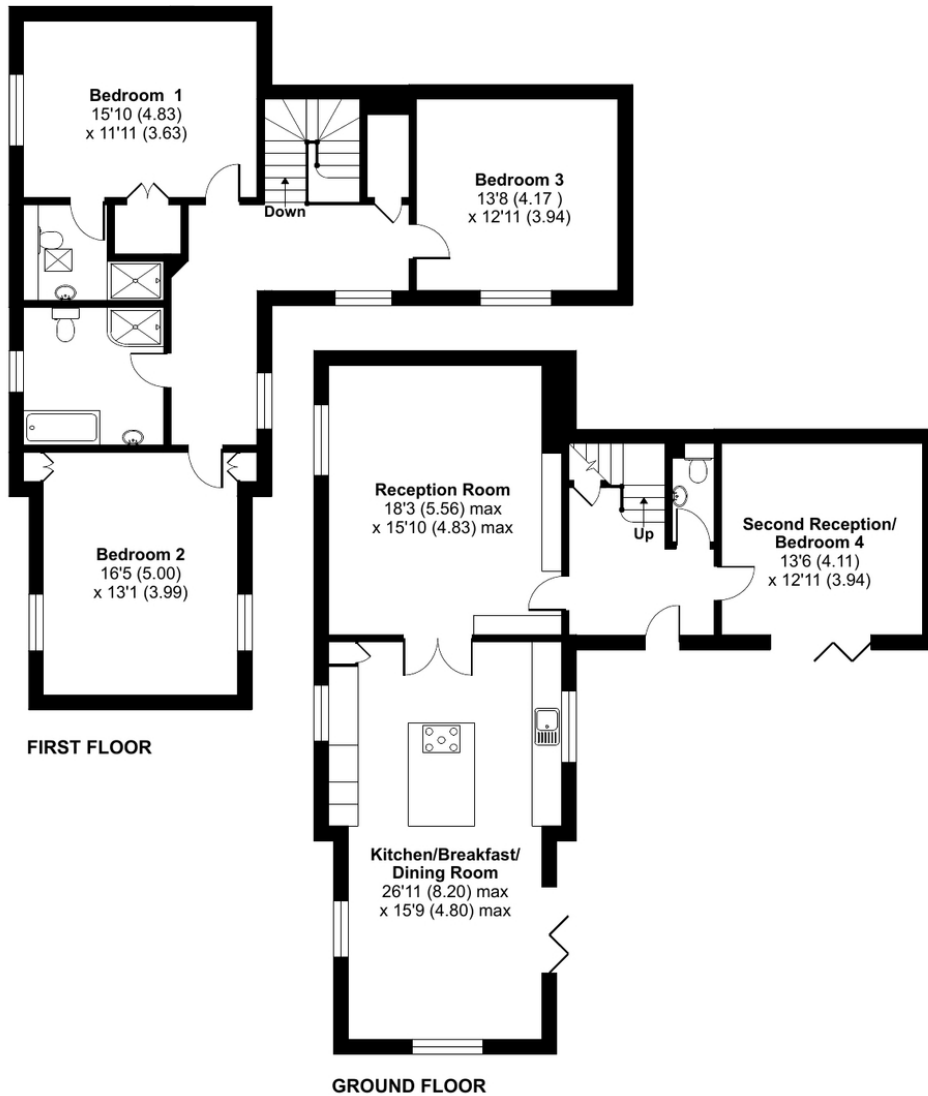 Bedroom 1
15'10 (4.83)
x 11'11 (3.63)
Down
Bedroom 3
13'8 (4.17 )
x 12'11 (3.94)
Bedroom 2
16'5 (5.00)
x 13'1 (3.99)
FIRST FLOOR
Reception Room
18'3 (5.56) max
x 15'10 (4.83) max
Up
Second Reception/
Bedroom 4
13'6 (4.11)
x 12'11 (3.94)
Kitchen/Breakfast/
Dining Room
26'11 (8.20) max
x 15'9 (4.80) max
GROUND FLOOR